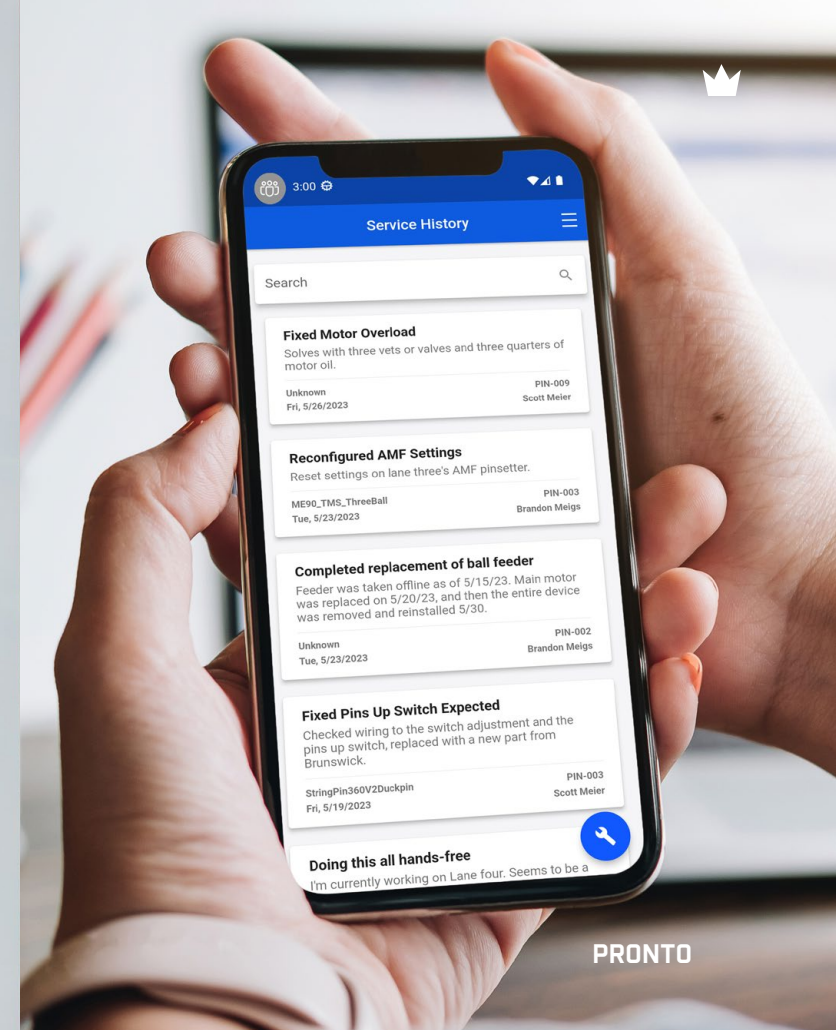 3:00
Service History
Search
Fixed Motor Overload
Solves with three vets or valves and three quarters of
motor oil.
Unknown
PIN-009
Fri, 5/26/2023
Scott Meier
Reconfigured AMF Settings
Reset settings on lane three's AMF pinsetter.
ME90_TMS_ThreeBall
PIN-003
Tue, 5/23/2023
Brandon Meigs
Completed replacement of ball feeder
Feeder was taken offline as of 5/15/23. Main motor
was replaced on 5/20/23, and then the entire device
was removed and reinstalled 5/30.
Unknown
PIN-002
Tue, 5/23/2023
Brandon Meigs
Fixed Pins Up Switch Expected
Checked wiring to the switch adjustment and the
pins up switch, replaced with a new part from
Brunswick.
StringPin360V2Duckpin
PIN-003
Fri, 5/19/2023
Scott Meier
Doing this all hands-free
I'm currently working on Lane four. Seems to be a
PRONTO